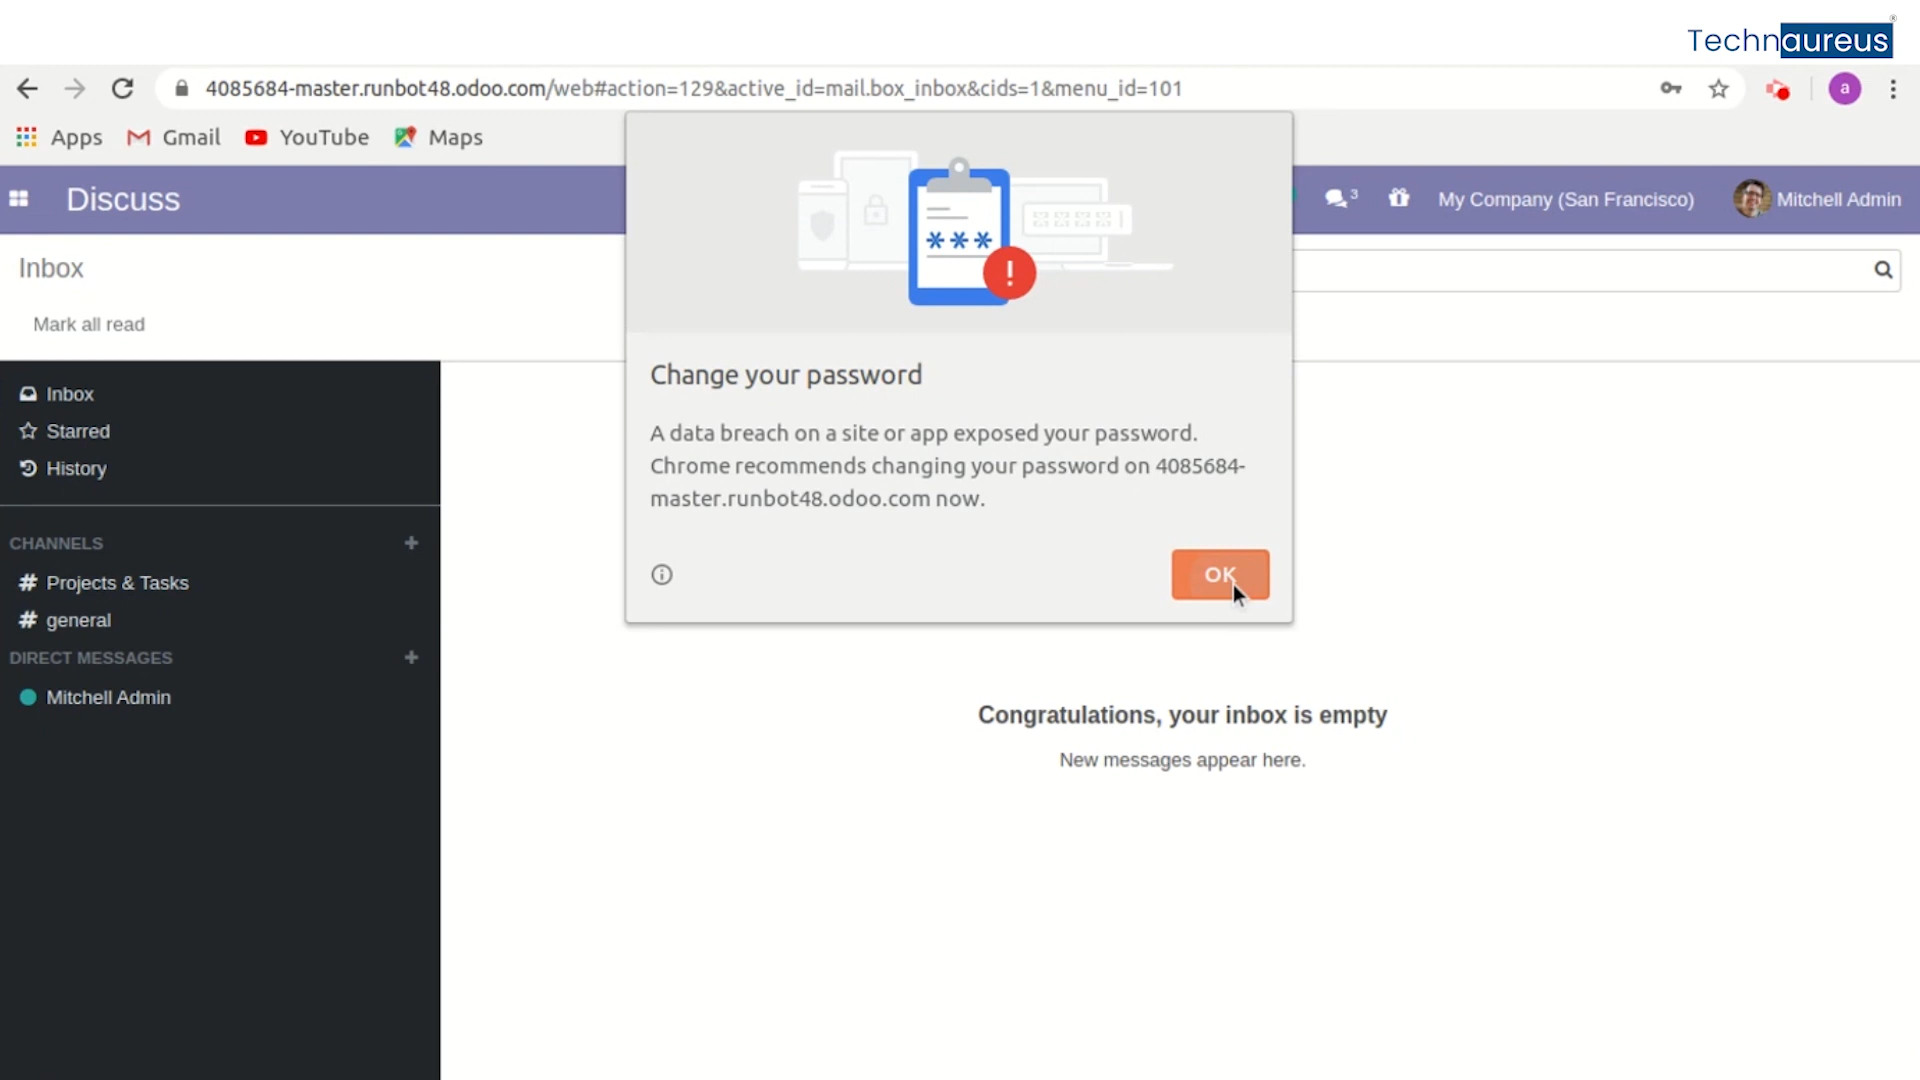 Technaureus®
4085684-master.runbot48.odoo.com/web#action=129&active_id=mail.box_inbox&cids=1&menu_id=101
a
Apps
Gmail
YouTube
Maps
Discuss
3
My Company (San Francisco)
Mitchell Admin
Inbox
Mark all read
Inbox
Starred
History
CHANNELS
+
# Projects & Tasks
# general
DIRECT MESSAGES
+
Mitchell Admin
***
!
Change your password
A data breach on a site or app exposed your password.
Chrome recommends changing your password on 4085684-
master.runbot48.odoo.com now.
OK
Congratulations, your inbox is empty
New messages appear here.